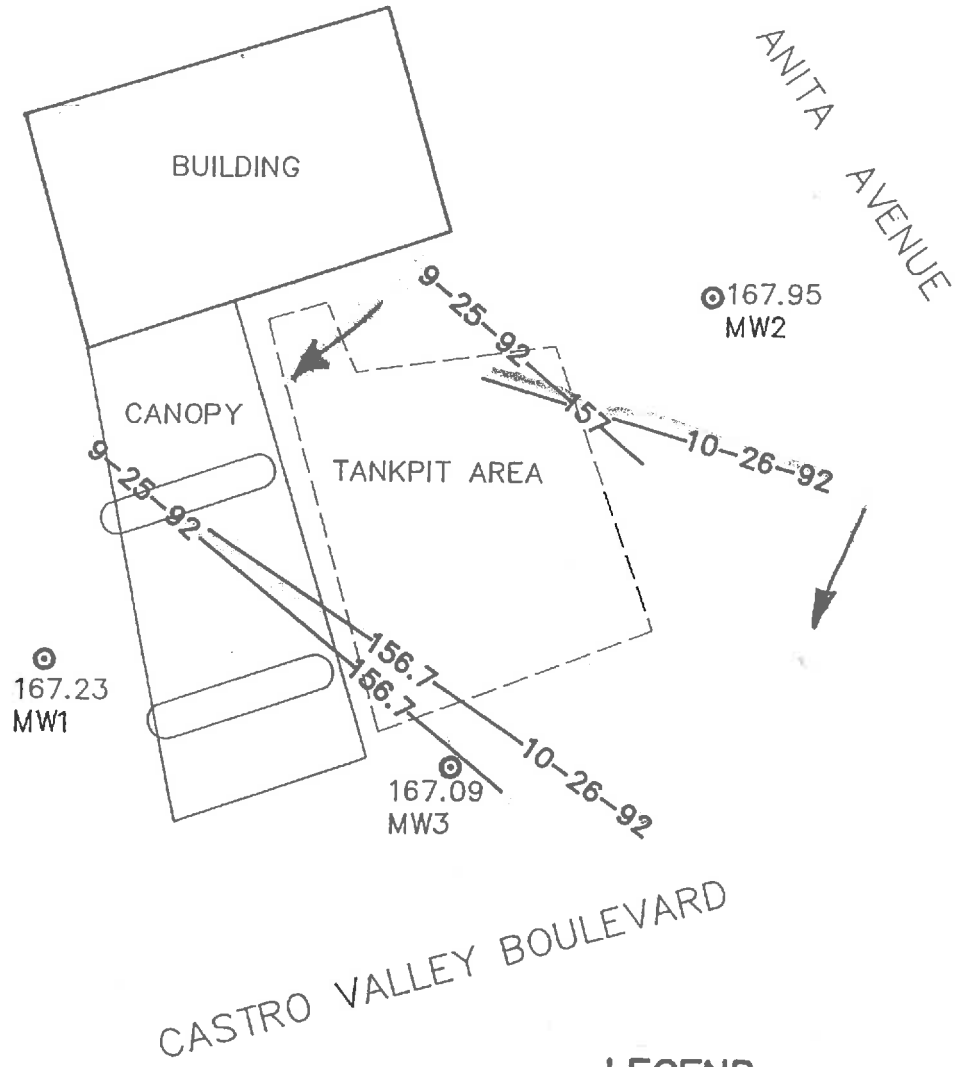 ANITA AVENUE
BUILDING
9-25-92
167.95
MW2
CANOPY
157
10-26-92
TANKPIT AREA
9-25-92
156.7
156.7
167.23
MW1
10-26-92
167.09
MW3
CASTRO VALLEY BOULEVARD
LEGEND